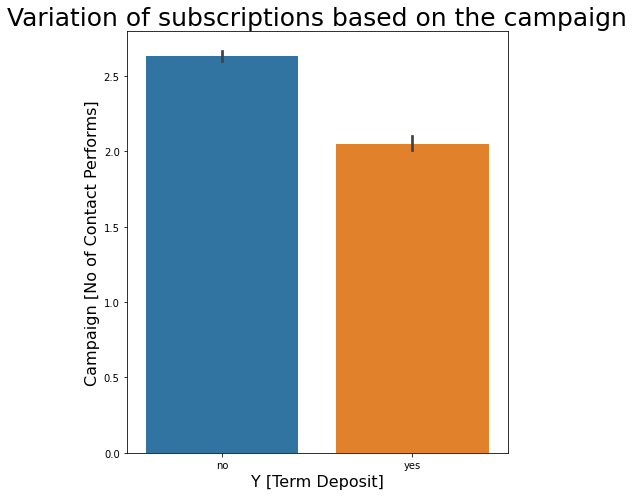 Variation of subscriptions based on the campaign
Campaign [No of Contact Performs]
2.5
2.0
1.5
1.0
0.5
0.0
no
yes
Y [Term Deposit]